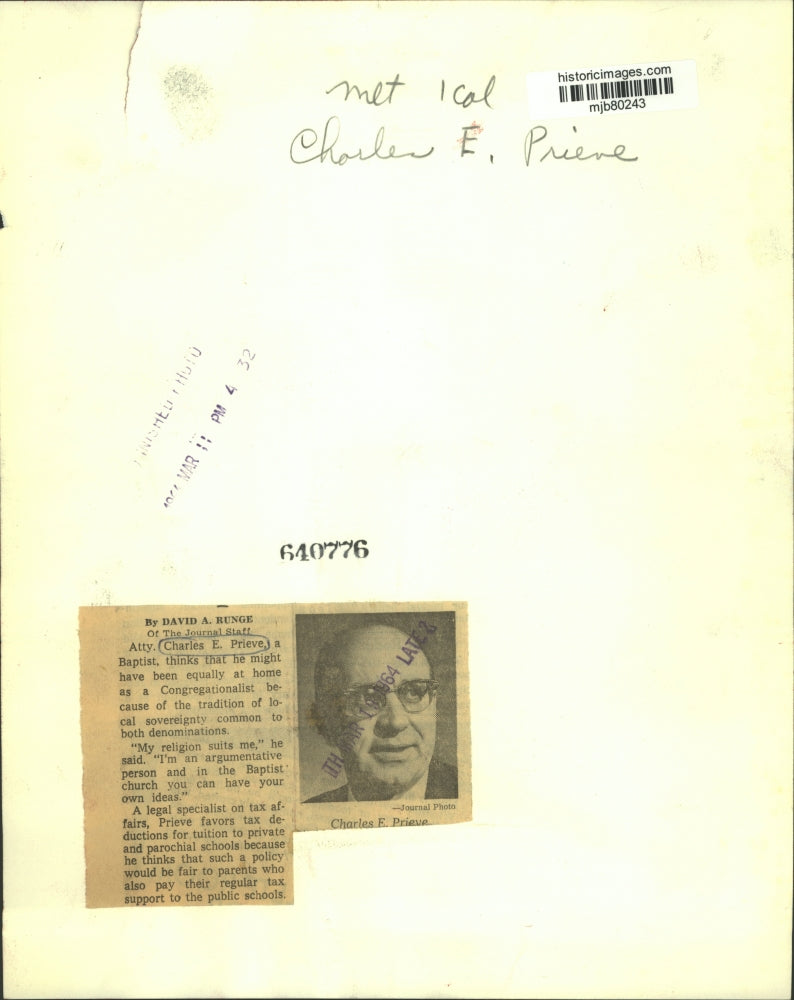 historicimages.com
mjb80243
met 1 col
Charles E. Prieve
PM 4 32
MAR 11
640776
By DAVID A. RUNGE
Of The Journal Staff
Atty. Charles E. Prieve, a
Baptist, thinks that he might
have been equally at home
as a Congregationalist be-
cause of the tradition of lo-
cal sovereignty common to
both denominations.
"My religion suits me," he
said. "I'm an argumentative
person and in the Baptist
church you can have your
own ideas."
A legal specialist on tax af-
fairs, Prieve favors tax de-
ductions for tuition to private
and parochial schools because
he thinks that such a policy
would be fair to parents who
also pay their regular tax
support to the public schools.
1964 LATE
—Journal Photo
Charles E. Prieve